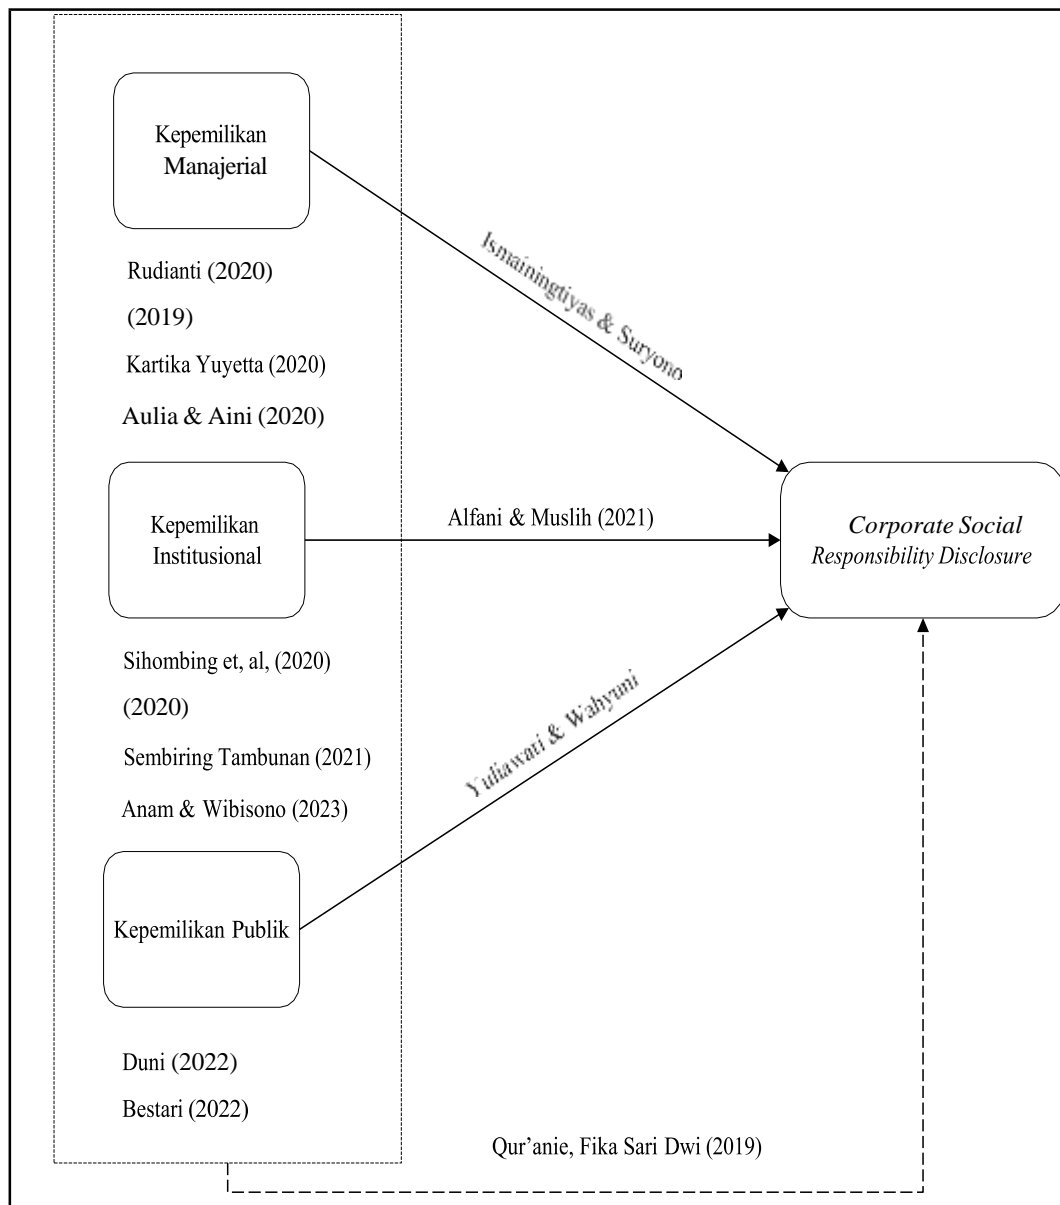 Kepemilikan
Manajerial
Rudianti (2020)
(2019)
Kartika Yuyetta (2020)
Aulia & Aini (2020)
Ismainingtiyas & Suryono
Kepemilikan
Institusional
Alfani & Muslih (2021)
Corporate Social
Responsibility Disclosure
Sihombing et, al, (2020)
(2020)
Sembiring Tambunan (2021)
Anam & Wibisono (2023)
Yuliawati & Wahyuni
Kepemilikan Publik
Duni (2022)
Bestari (2022)
Qur’anie, Fika Sari Dwi (2019)